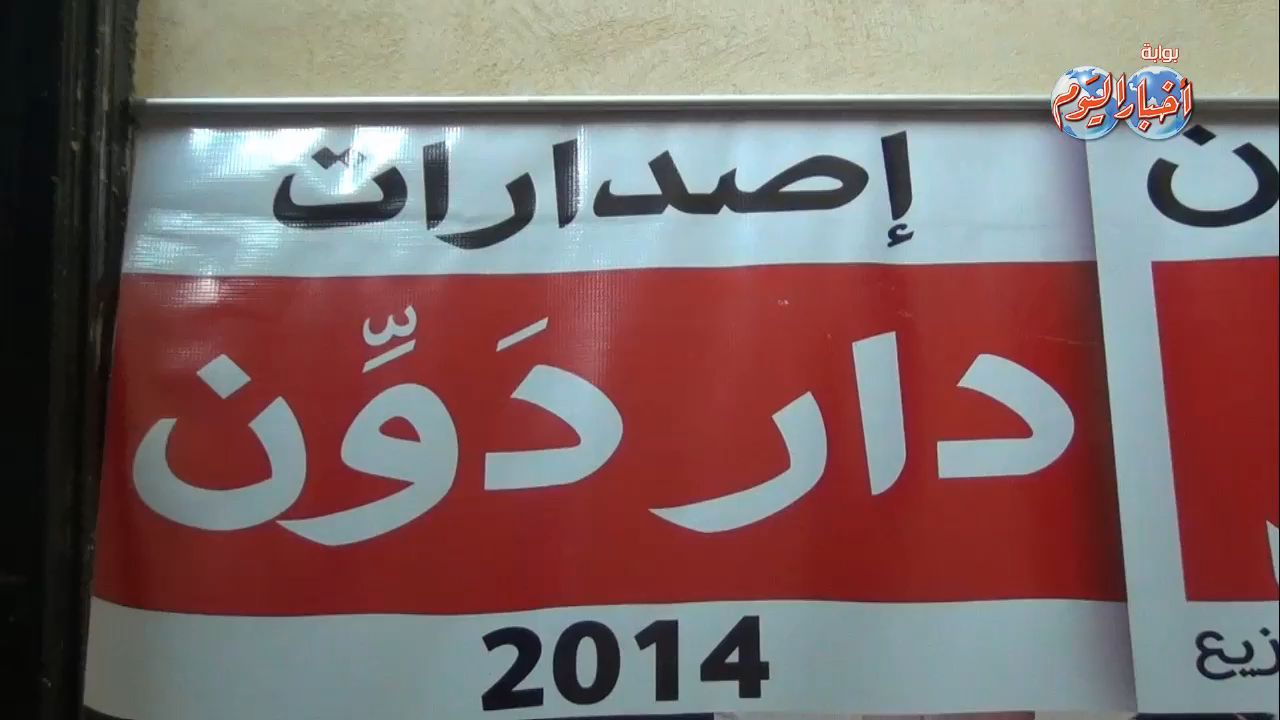 بوابة
أخبار اليوم
إصدارات
دار دَوِّن
2014